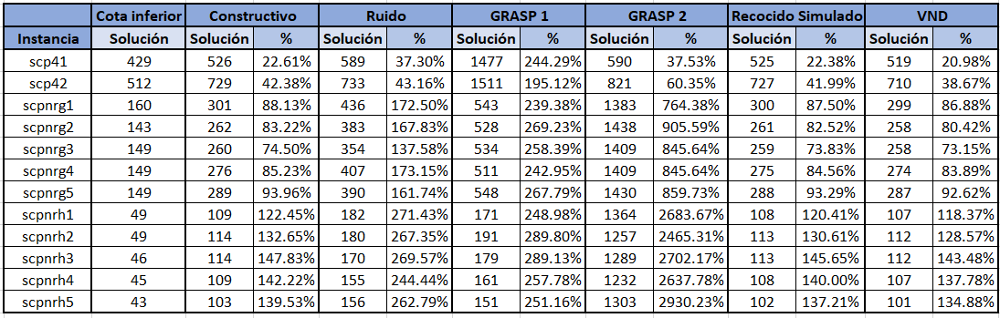 Cota inferior Constructivo Ruido GRASP 1 GRASP 2 Recocido Simulado VND
Instancia Solución Solución % Solución % Solución % Solución % Solución % Solución %
scp41 429 526 22.61% 589 37.30% 1477 244.29% 590 37.53% 525 22.38% 519 20.98%
scp42 512 729 42.38% 733 43.16% 1511 195.12% 821 60.35% 727 41.99% 710 38.67%
scpnrg1 160 301 88.13% 436 172.50% 543 239.38% 1383 764.38% 300 87.50% 299 86.88%
scpnrg2 143 262 83.22% 383 167.83% 528 269.23% 1438 905.59% 261 82.52% 258 80.42%
scpnrg3 149 260 74.50% 354 137.58% 534 258.39% 1409 845.64% 259 73.83% 258 73.15%
scpnrg4 149 276 85.23% 407 173.15% 511 242.95% 1409 845.64% 275 84.56% 274 83.89%
scpnrg5 149 289 93.96% 390 161.74% 548 267.79% 1430 859.73% 288 93.29% 287 92.62%
scpnrh1 49 109 122.45% 182 271.43% 171 248.98% 1364 2683.67% 108 120.41% 107 118.37%
scpnrh2 49 114 132.65% 180 267.35% 191 289.80% 1257 2465.31% 113 130.61% 112 128.57%
scpnrh3 46 114 147.83% 170 269.57% 179 289.13% 1289 2702.17% 113 145.65% 112 143.48%
scpnrh4 45 109 142.22% 155 244.44% 161 257.78% 1232 2637.78% 108 140.00% 107 137.78%
scpnrh5 43 103 139.53% 156 262.79% 151 251.16% 1303 2930.23% 102 137.21% 101 134.88%